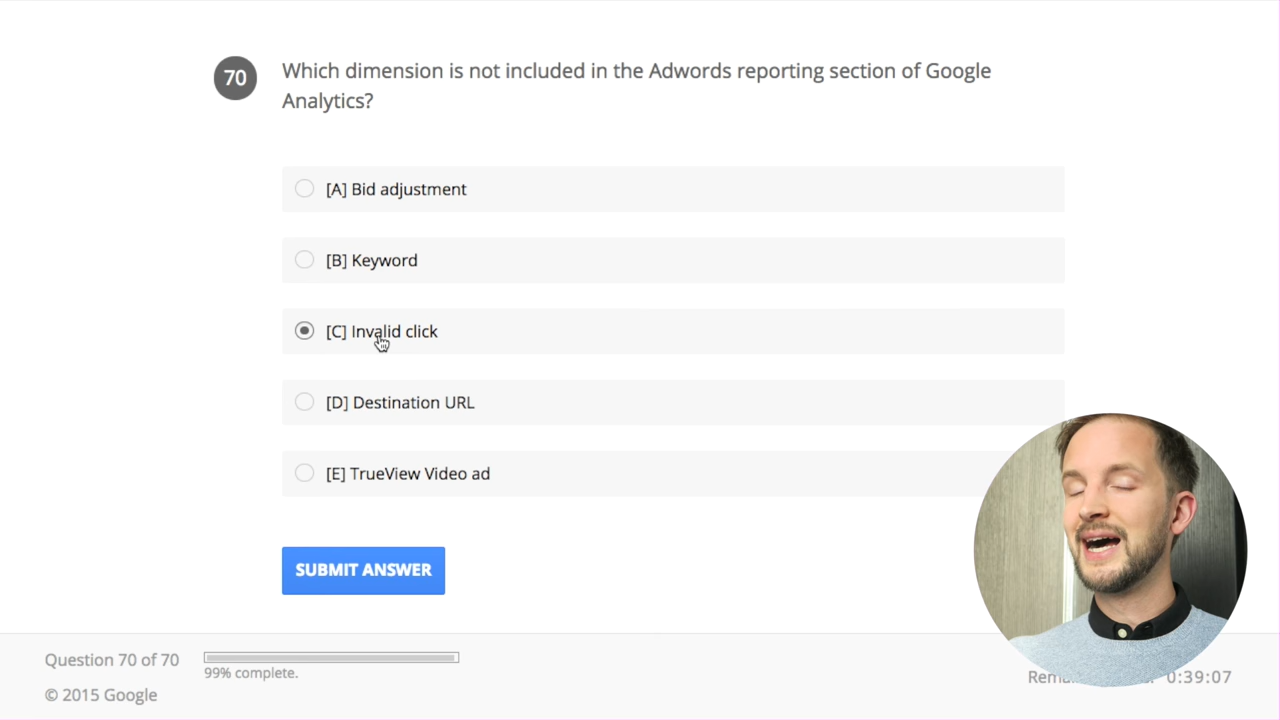 70
Which dimension is not included in the Adwords reporting section of Google
Analytics?
[A] Bid adjustment
[B] Keyword
[C] Invalid click
[D] Destination URL
[E] TrueView Video ad
SUBMIT ANSWER
Question 70 of 70
99% complete.
© 2015 Google
0:39:07